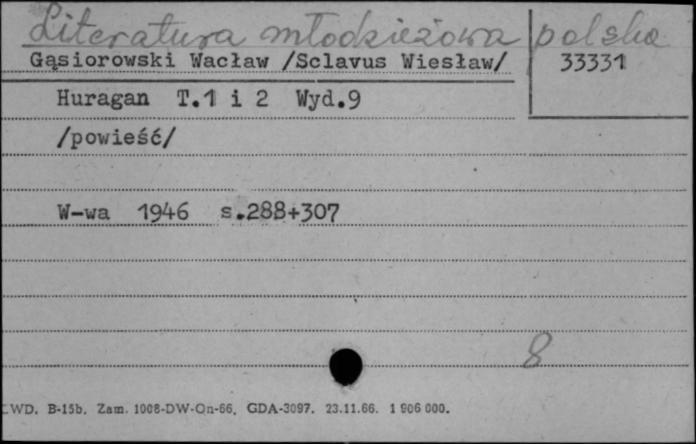 Literatura młodzieżowa polska
Gąsiorowski Wacław /Sclavus Wiesław/ 33331
Huragan T.1 i 2 Wyd.9
/powieść/
W-wa 1946 s.288+307
8
WD. B-15b. Zam. 1008-DW-Qn-66. GDA-3097. 23.11.66. 1 906 000.